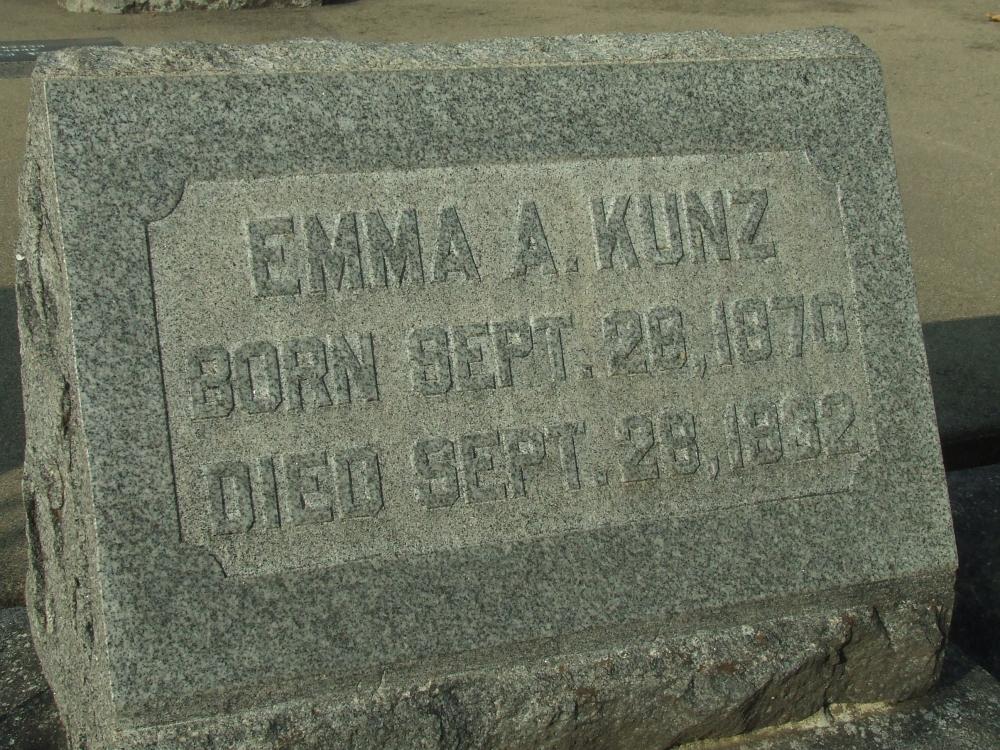 EMMA A. KUNZ
BORN SEPT. 28, 1870
DIED SEPT. 28, 1932